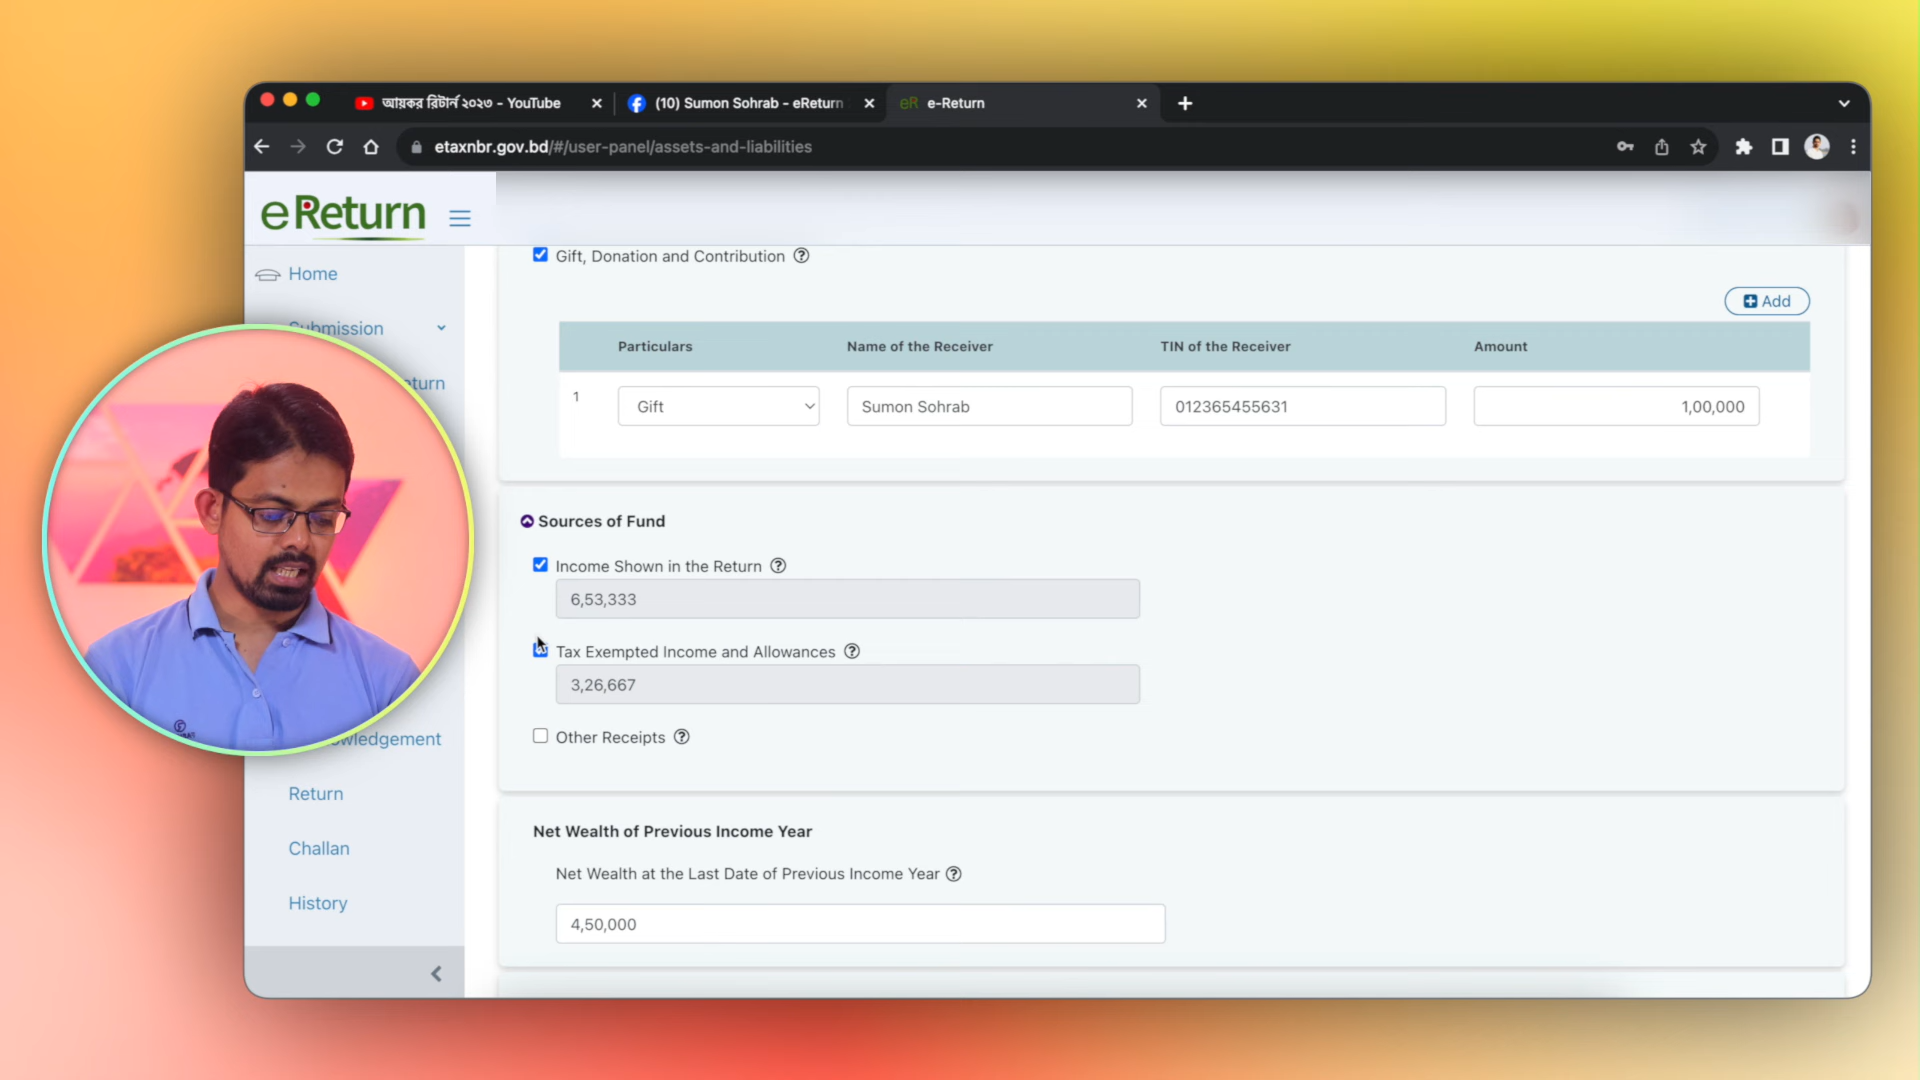 আয়কর রিটার্ন ২০২৩ - YouTube
(10) Sumon Sohrab - eReturn
eR e-Return
etaxnbr.gov.bd/#/user-panel/assets-and-liabilities
eReturn
Home
Submission
turn
wledgement
Return
Challan
History
Gift, Donation and Contribution
Add
Particulars Name of the Receiver TIN of the Receiver Amount
1 Gift Sumon Sohrab 012365455631 1,00,000
Sources of Fund
Income Shown in the Return
6,53,333
Tax Exempted Income and Allowances
3,26,667
Other Receipts
Net Wealth of Previous Income Year
Net Wealth at the Last Date of Previous Income Year
4,50,000